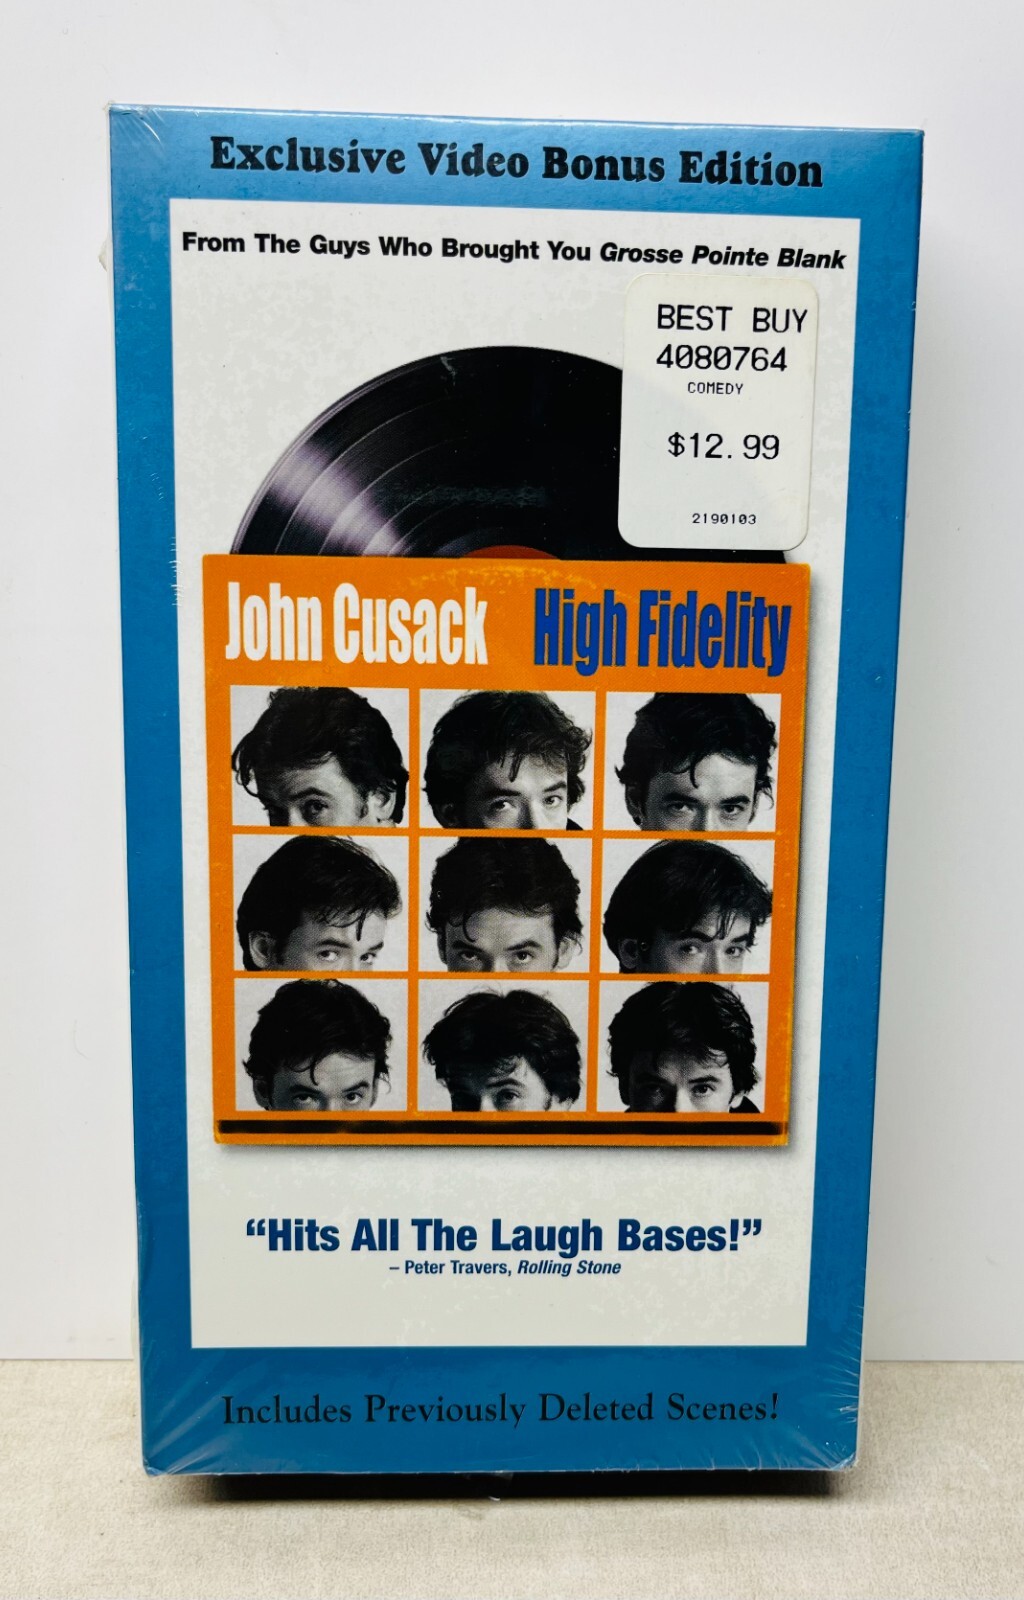 Exclusive Video Bonus Edition
From The Guys Who Brought You Grosse Pointe Blank
BEST BUY
4080764
COMEDY
$12.99
2190103
John Cusack High Fidelity
“Hits All The Laugh Bases!”
– Peter Travers, Rolling Stone
Includes Previously Deleted Scenes!